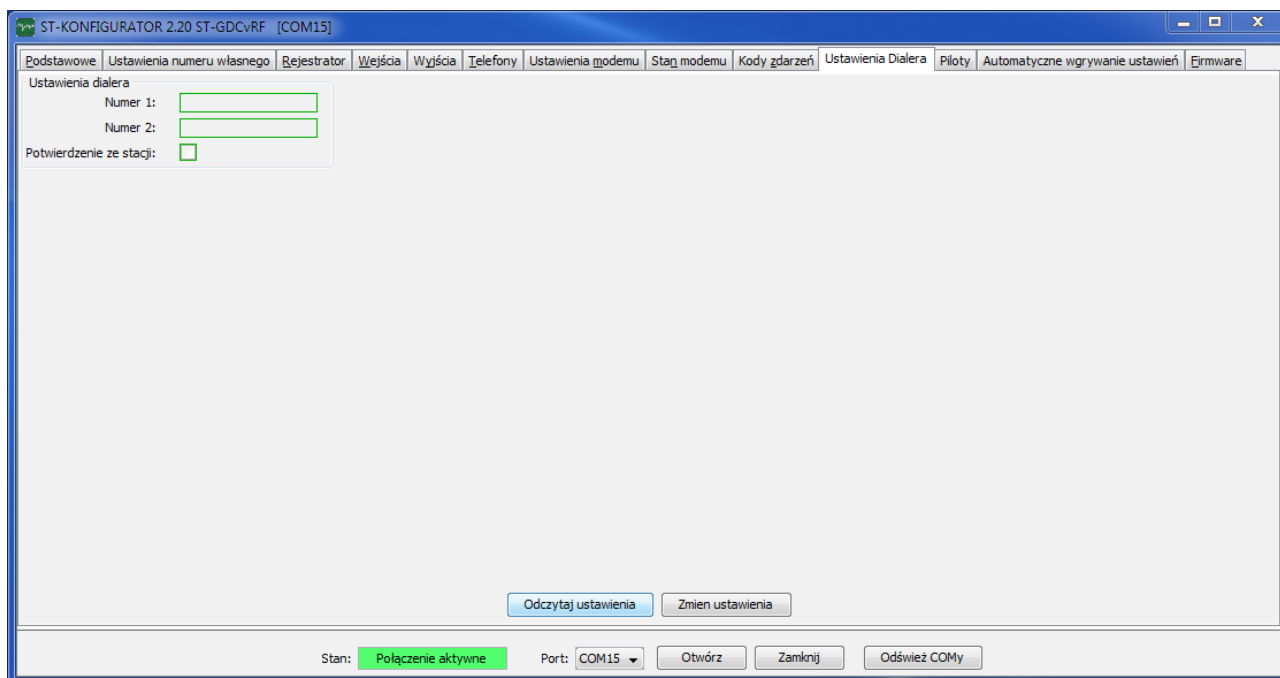 ST-KONFIGURATOR 2.20 ST-GDCvRF [COM15]
Podstawowe Ustawienia numeru własnego Rejestrator Wejścia Wyjścia Telefony Ustawienia modemu Stan modemu Kody zdarzeń Ustawienia Dialera Piloty Automatyczne wgrywanie ustawień Firmware
Ustawienia dialera
Numer 1:
Numer 2:
Potwierdzenie ze stacji:
Odczytaj ustawienia Zmien ustawienia
Stan: Połączenie aktywne Port: COM15 Otwórz Zamknij Odśwież COMy